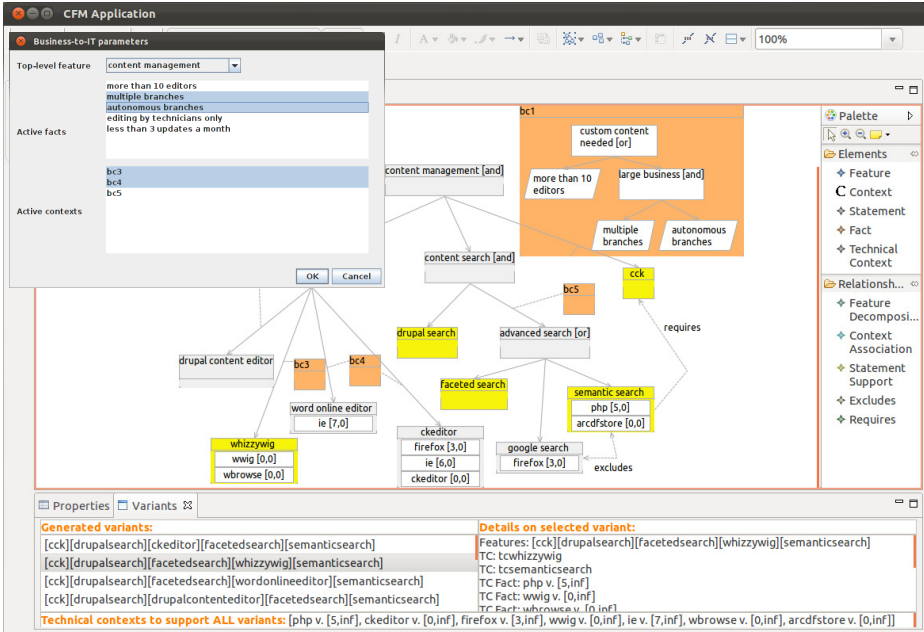 CFM Application
Business-to-IT parameters
100%
Top-level feature
content management
Active facts
more than 10 editors
multiple branches
autonomous branches
editing by technicians only
less than 3 updates a month
Active contexts
bc3
bc4
bc5
OK
Cancel
bc1
custom content
needed [or]
more than 10
editors
large business [and]
multiple
branches
autonomous
branches
content management [and]
content search [and]
cck
bc5
requires
drupal search
advanced search [or]
drupal content editor
bc3
bc4
faceted search
semantic search
php [5,0]
arcdfstore [0,0]
word online editor
ie [7,0]
ckeditor
firefox [3,0]
ie [6,0]
ckeditor [0,0]
google search
firefox [3,0]
excludes
whizzywig
wwig [0,0]
wbrowse [0,0]
Palette
Elements
Feature
C Context
Statement
Fact
Technical
Context
Relationsh...
Feature
Decomposi...
Context
Association
Statement
Support
Excludes
Requires
Properties
Variants
Generated variants:
[cck][drupalsearch][ckeditor][facetedsearch][semanticsearch]
[cck][drupalsearch][facetedsearch][whizzywig][semanticsearch]
[cck][drupalsearch][facetedsearch][wordonlineeditor][semanticsearch]
[cck][drupalsearch][drupalcontenteditor][facetedsearch][semanticsearch]
Details on selected variant:
Features: [cck][drupalsearch][facetedsearch][whizzywig][semanticsearch]
TC: tcwhizzywig
TC: tcsemanticsearch
TC Fact: php v. [5,inf]
TC Fact: wwig v. [0,inf]
TC Fact: wbrowse v. [0,inf]
Technical contexts to support ALL variants: [php v. [5,inf], ckeditor v. [0,inf], firefox v. [3,inf], wwig v. [0,inf], ie v. [7,inf], wbrowse v. [0,inf], arcdfstore v. [0,inf]]